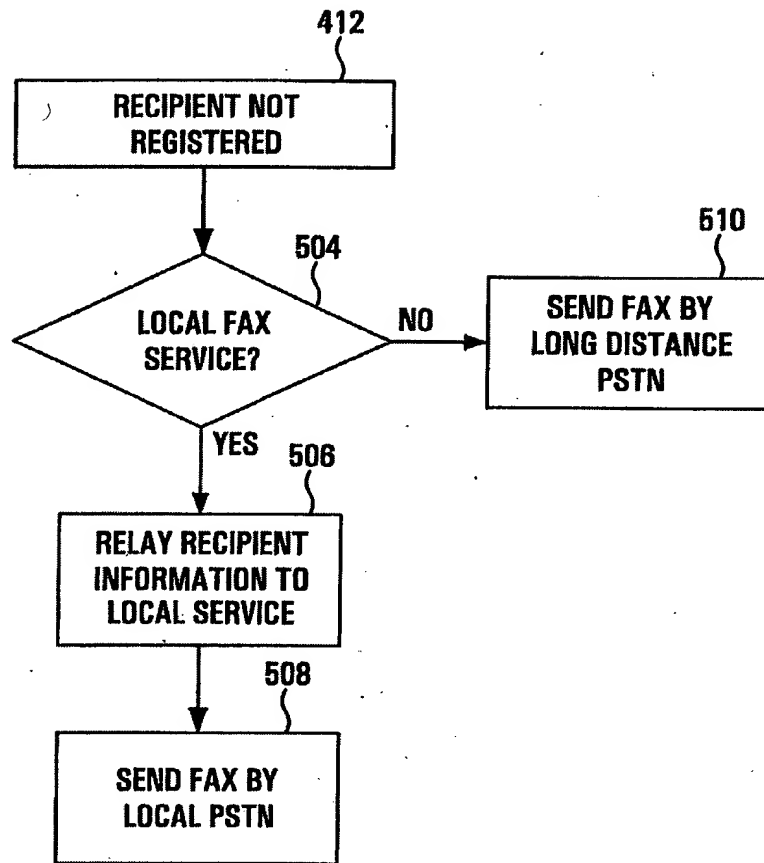 412
RECIPIENT NOT
REGISTERED
504
LOCAL FAX
SERVICE?
NO
510
SEND FAX BY
LONG DISTANCE
PSTN
YES
506
RELAY RECIPIENT
INFORMATION TO
LOCAL SERVICE
508
SEND FAX BY
LOCAL PSTN